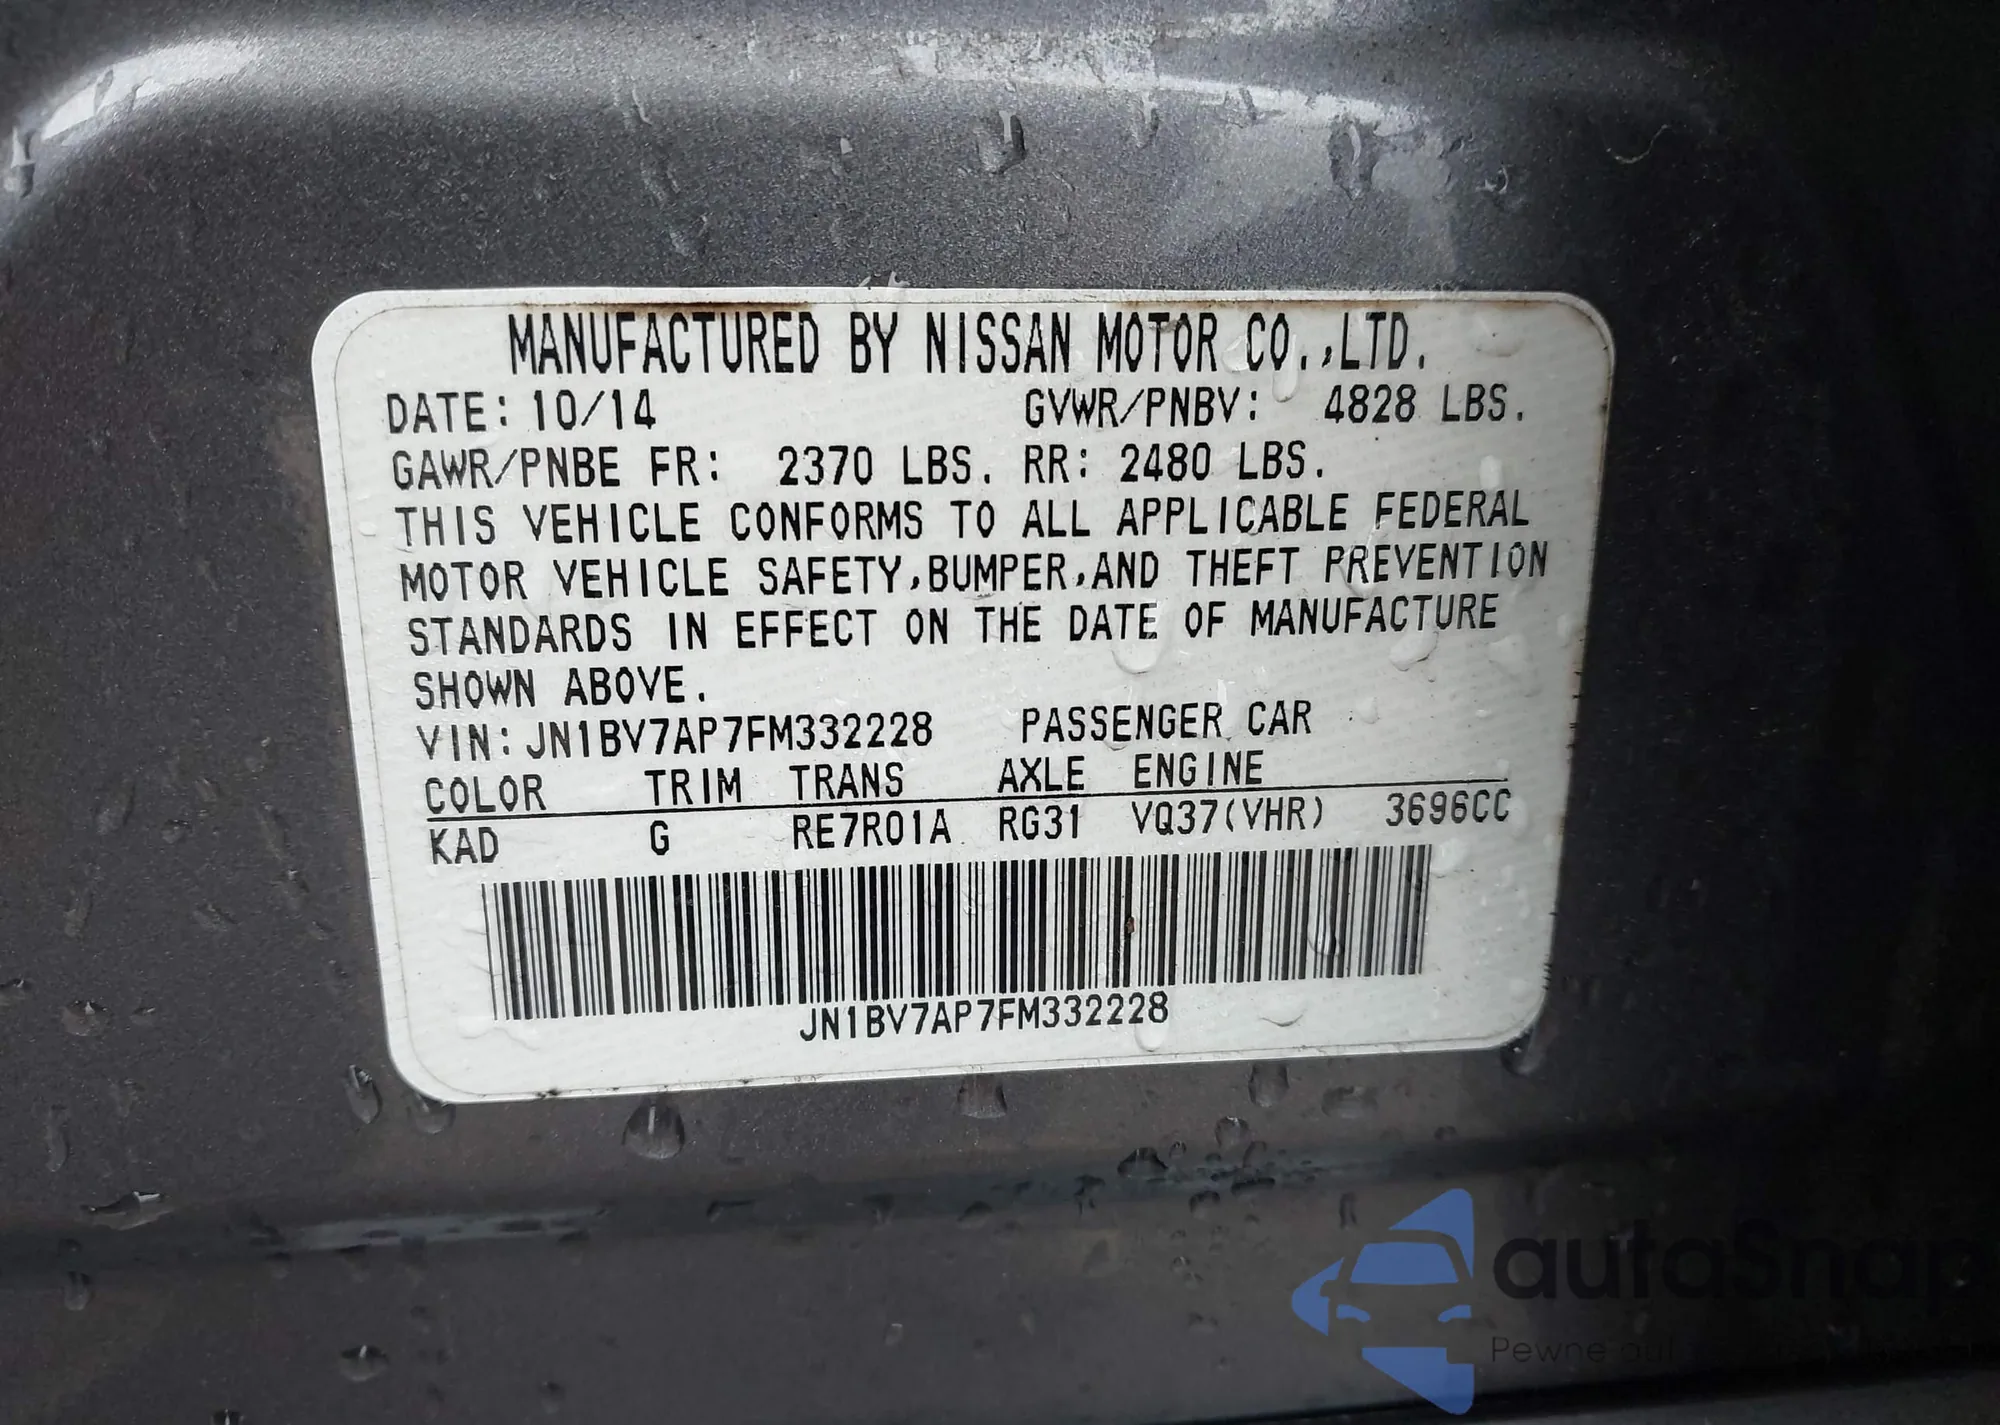 MANUFACTURED BY NISSAN MOTOR CO.,LTD.
DATE: 10/14 GVWR/PNBV: 4828 LBS.
GAWR/PNBE FR: 2370 LBS. RR: 2480 LBS.
THIS VEHICLE CONFORMS TO ALL APPLICABLE FEDERAL
MOTOR VEHICLE SAFETY,BUMPER,AND THEFT PREVENTION
STANDARDS IN EFFECT ON THE DATE OF MANUFACTURE
SHOWN ABOVE.
VIN: JN1BV7AP7FM332228 PASSENGER CAR
COLOR TRIM TRANS AXLE ENGINE
KAD G RE7R01A RG31 VQ37(VHR) 3696CC
JN1BV7AP7FM332228
autaSnap
Pewne